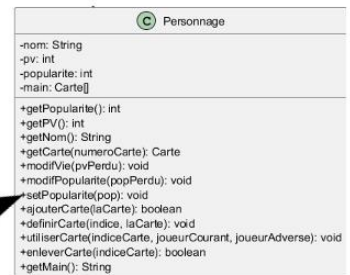 C Personnage
-nom: String
-pv: int
-popularite: int
-main: Carte[]
+getPopularite(): int
+getPV(): int
+getNom(): String
+getCarte(numeroCarte): Carte
+modifVie(pvPerdu): void
+modifPopularite(popPerdu): void
+setPopularite(pop): void
+ajouterCarte(laCarte): boolean
+definirCarte(indice, laCarte): void
+utiliserCarte(indiceCarte, joueurCourant, joueurAdverse): void
+enleverCarte(indiceCarte): boolean
+getMain(): String